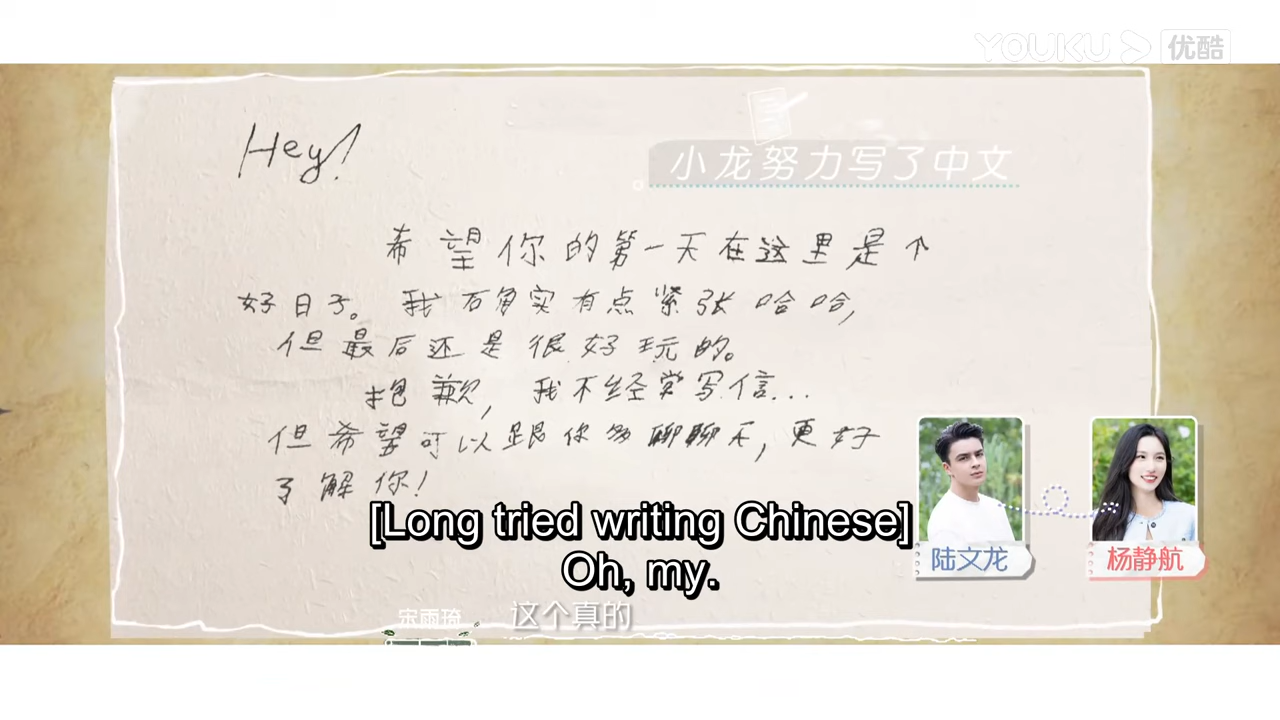 YOUKU 优酷
Hey!
小龙努力写了中文
希望你的第一天在这里是个
好日子。我确实有点紧张哈哈,
但最后还是很好玩的。
抱歉,我不经常写信...
但希望可以跟你多聊聊天,更好
了解你!
[Long tried writing Chinese]
Oh, my.
陆文龙
杨静航
宋雨琦
这个真的